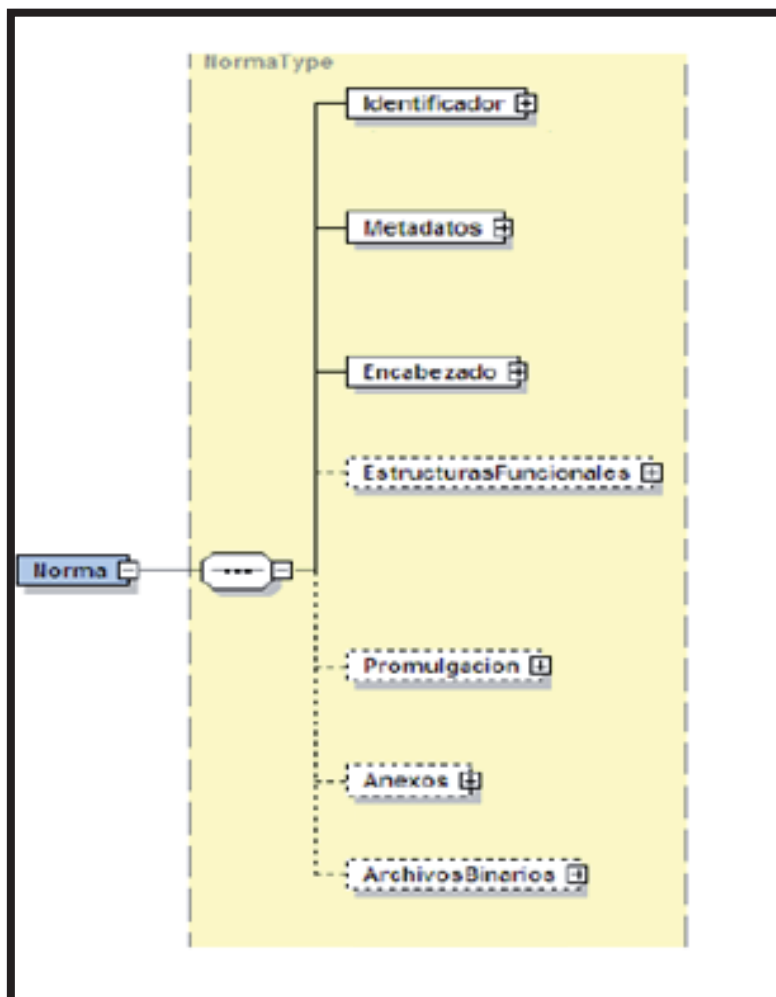 NormaType
Identificador
Metadatos
Encabezado
EstructurasFuncionales
Norma
Promulgacion
Anexos
ArchivosBinarios